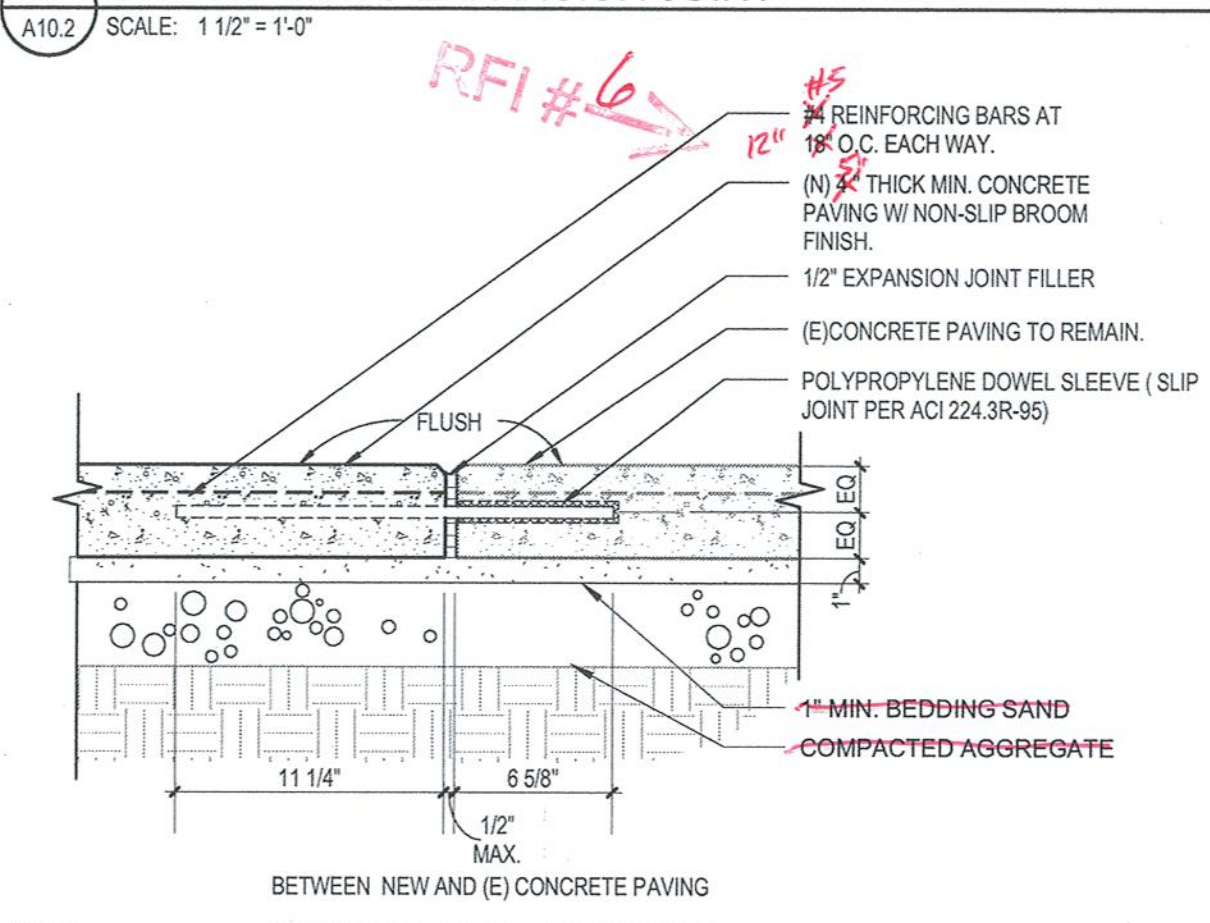 A10.2 SCALE: 1 1/2" = 1'-0"
RFI # 6
#5
#4 REINFORCING BARS AT
12" 18" O.C. EACH WAY.
5"
(N) 4" THICK MIN. CONCRETE
PAVING W/ NON-SLIP BROOM
FINISH.
1/2" EXPANSION JOINT FILLER
(E)CONCRETE PAVING TO REMAIN.
POLYPROPYLENE DOWEL SLEEVE ( SLIP
JOINT PER ACI 224.3R-95)
FLUSH
EQ
EQ
1"
1" MIN. BEDDING SAND
COMPACTED AGGREGATE
11 1/4"
6 5/8"
1/2"
MAX.
BETWEEN NEW AND (E) CONCRETE PAVING